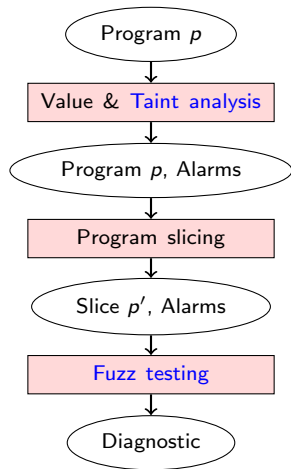 Program p
Value & Taint analysis
Program p, Alarms
Program slicing
Slice p′, Alarms
Fuzz testing
Diagnostic